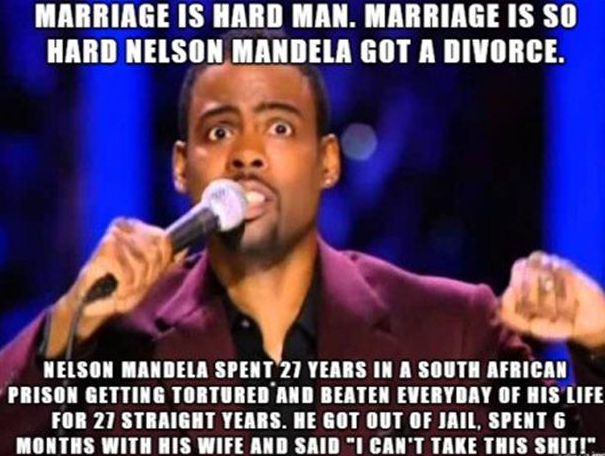 MARRIAGE IS HARD MAN. MARRIAGE IS SO
HARD NELSON MANDELA GOT A DIVORCE.
NELSON MANDELA SPENT 27 YEARS IN A SOUTH AFRICAN
PRISON GETTING TORTURED AND BEATEN EVERYDAY OF HIS LIFE
FOR 27 STRAIGHT YEARS. HE GOT OUT OF JAIL, SPENT 6
MONTHS WITH HIS WIFE AND SAID "I CAN'T TAKE THIS SHIT!"